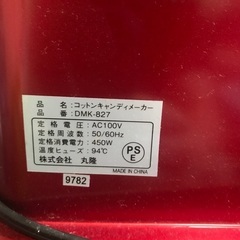 品名：コットンキャンディメーカー
品番：DMK-827
定格電圧：AC100V
定格周波数：50/60Hz
定格消費電力：450W
温度ヒューズ：94℃
株式会社 丸隆
PS
E
9782
MADE IN CHINA